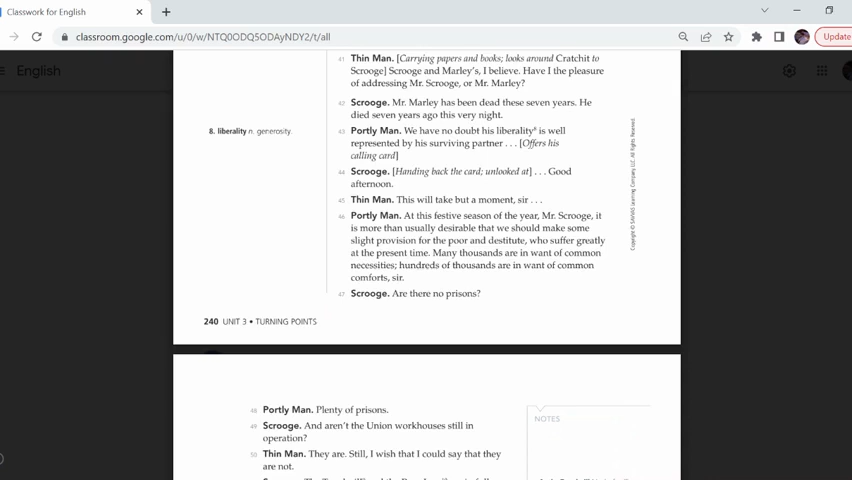 Classwork for English
classroom.google.com/u/0/w/NTQ0ODQ5ODAyNDY2/t/all
Update
English
41 Thin Man. [Carrying papers and books; looks around Cratchit to
Scrooge] Scrooge and Marley's, I believe. Have I the pleasure
of addressing Mr. Scrooge, or Mr. Marley?
42 Scrooge. Mr. Marley has been dead these seven years. He
died seven years ago this very night.
8. liberality n. generosity.
43 Portly Man. We have no doubt his liberality⁸ is well
represented by his surviving partner . . . [Offers his
calling card]
44 Scrooge. [Handing back the card; unlooked at] . . . Good
afternoon.
45 Thin Man. This will take but a moment, sir . . .
46 Portly Man. At this festive season of the year, Mr. Scrooge, it
is more than usually desirable that we should make some
slight provision for the poor and destitute, who suffer greatly
at the present time. Many thousands are in want of common
necessities; hundreds of thousands are in want of common
comforts, sir.
47 Scrooge. Are there no prisons?
Copyright © SAVVAS Learning Company LLC. All Rights Reserved.
240 UNIT 3 • TURNING POINTS
48 Portly Man. Plenty of prisons.
49 Scrooge. And aren't the Union workhouses still in
operation?
NOTES
50 Thin Man. They are. Still, I wish that I could say that they
are not.